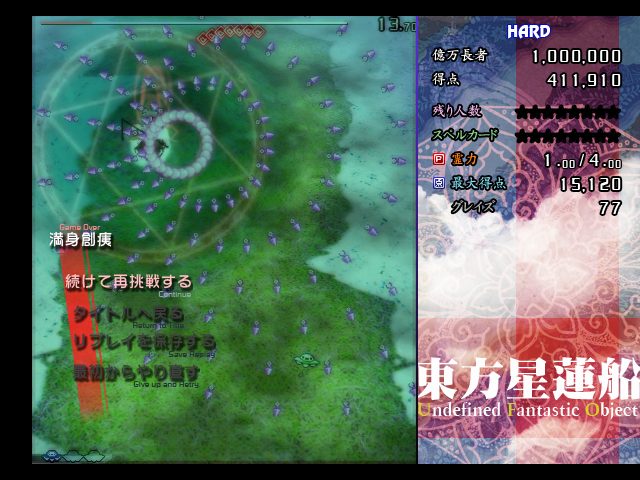 13.70
HARD
億万長者 1,000,000
得点 411,910
残り人数
スペルカード
P 霊力 1.00/4.00
最大得点 15,120
グレイズ 77
Game Over
満身創痍
続けて再挑戦する
Continue
タイトルへ戻る
Return to Title
リプレイを保存する
Save Replay
最初からやり直す
Give up and Retry
東方星蓮船
Undefined Fantastic Object